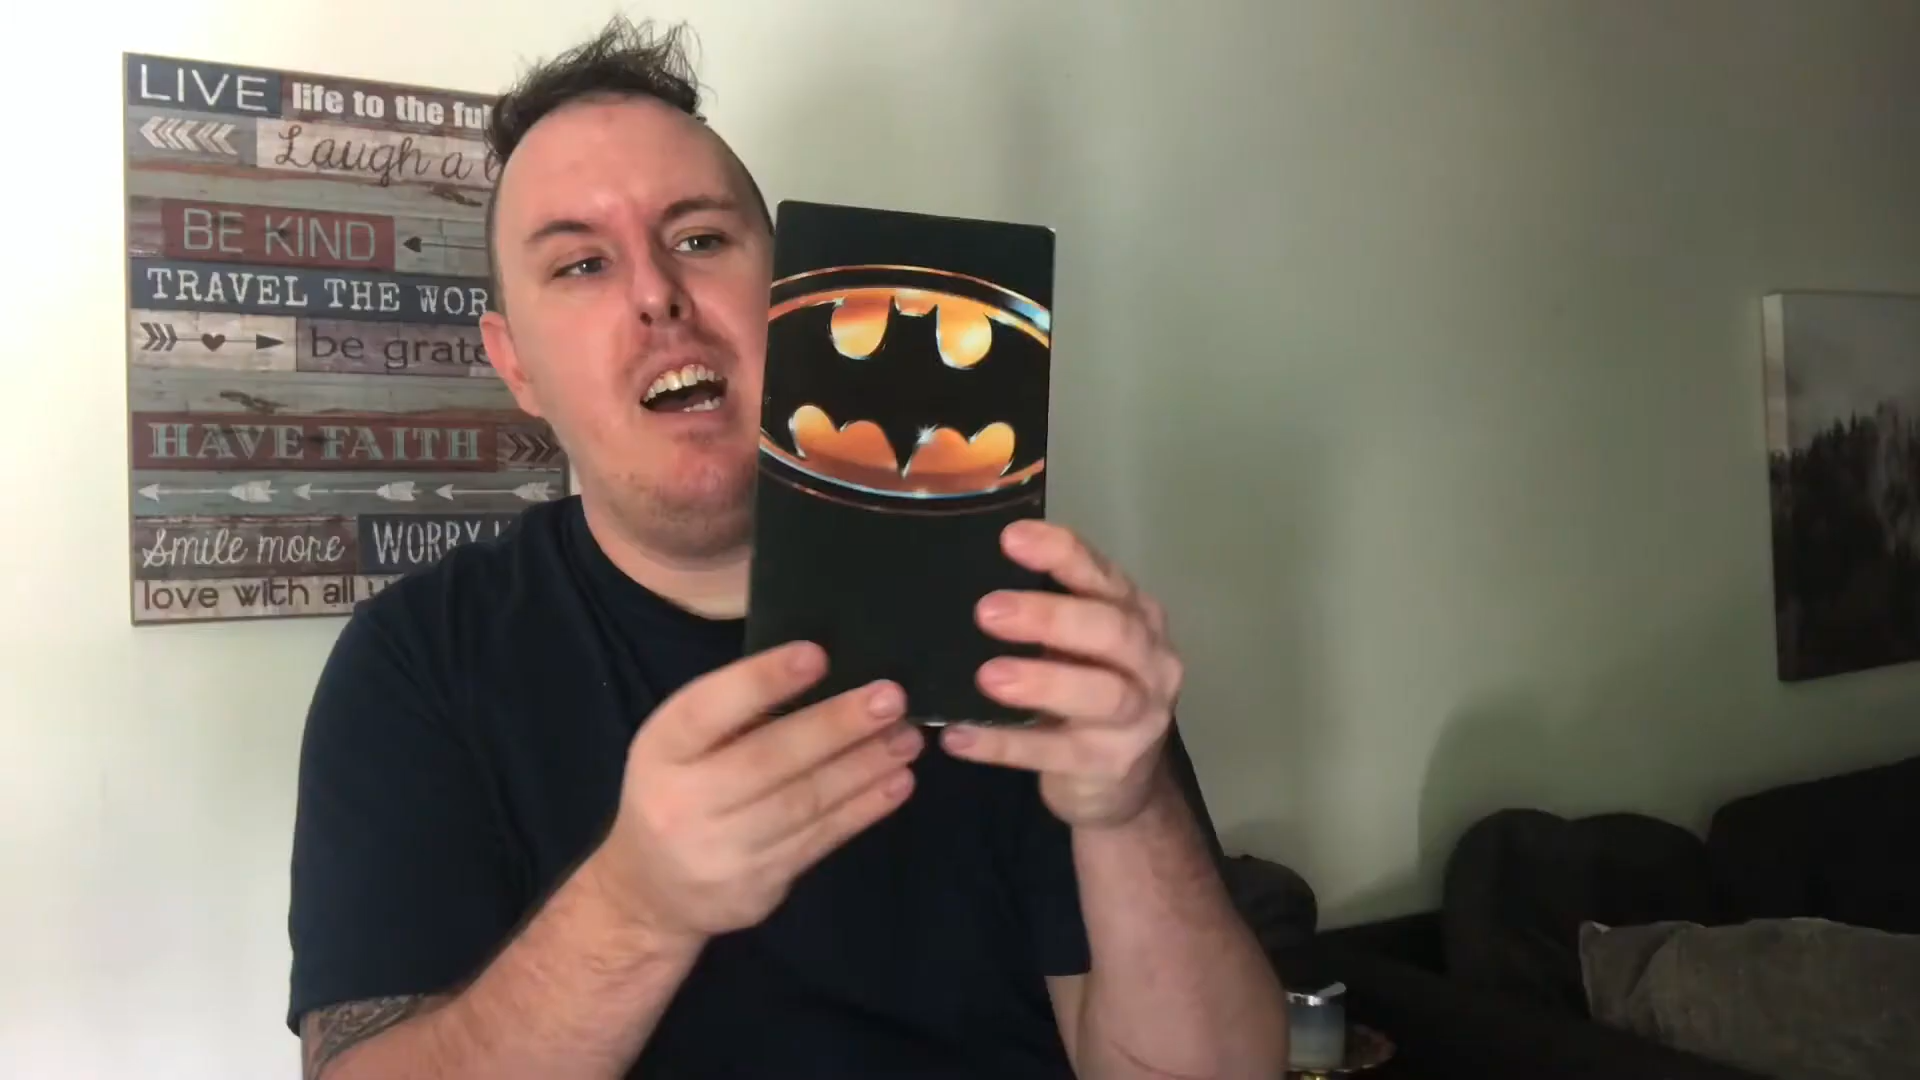 LIVE life to the ful
Laugh a
BE KIND
TRAVEL THE WOR
be grate
HAVE FAITH
Smile more WORRY
love with all